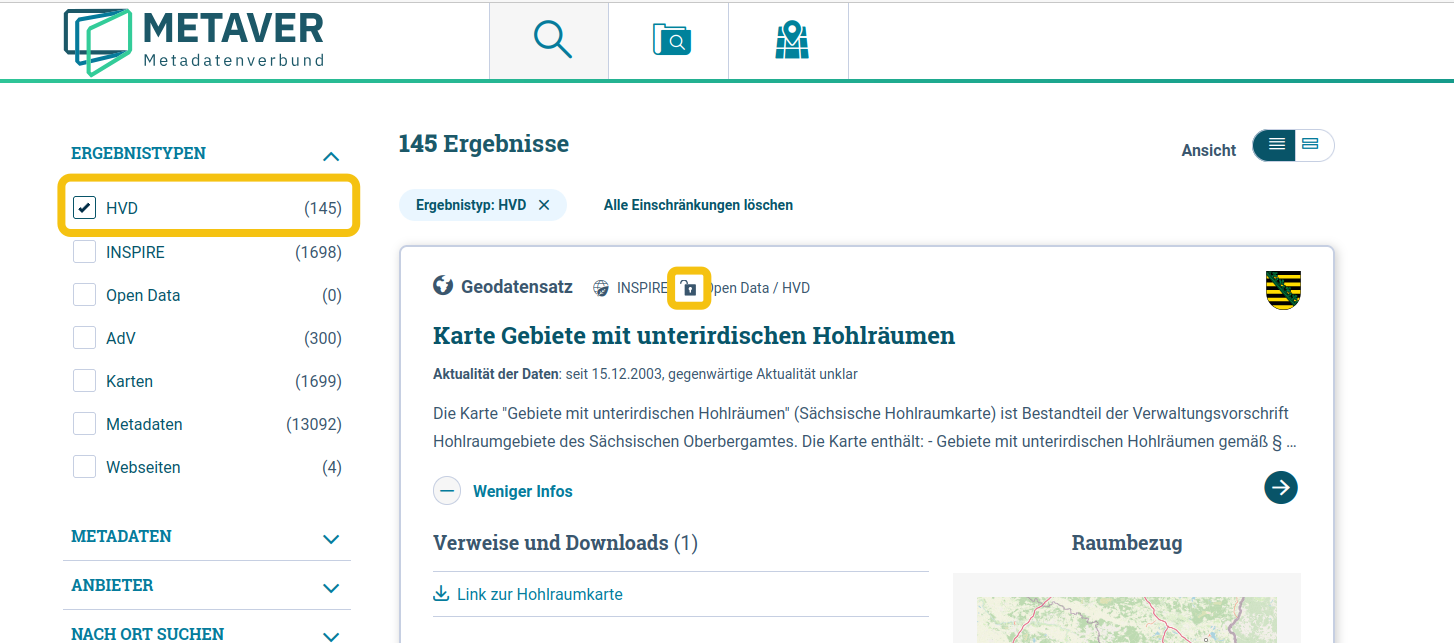 METAVER
Metadatenverbund
ERGEBNISTYPEN
HVD (145)
INSPIRE (1698)
Open Data (0)
AdV (300)
Karten (1699)
Metadaten (13092)
Webseiten (4)
METADATEN
ANBIETER
NACH ORT SUCHEN
145 Ergebnisse
Ansicht
Ergebnistyp: HVD
Alle Einschränkungen löschen
Geodatensatz INSPIRE pen Data / HVD
Karte Gebiete mit unterirdischen Hohlräumen
Aktualität der Daten: seit 15.12.2003, gegenwärtige Aktualität unklar
Die Karte "Gebiete mit unterirdischen Hohlräumen" (Sächsische Hohlraumkarte) ist Bestandteil der Verwaltungsvorschrift
Hohlraumgebiete des Sächsischen Oberbergamtes. Die Karte enthält: - Gebiete mit unterirdischen Hohlräumen gemäß § ...
Weniger Infos
Verweise und Downloads (1)
Link zur Hohlraumkarte
Raumbezug